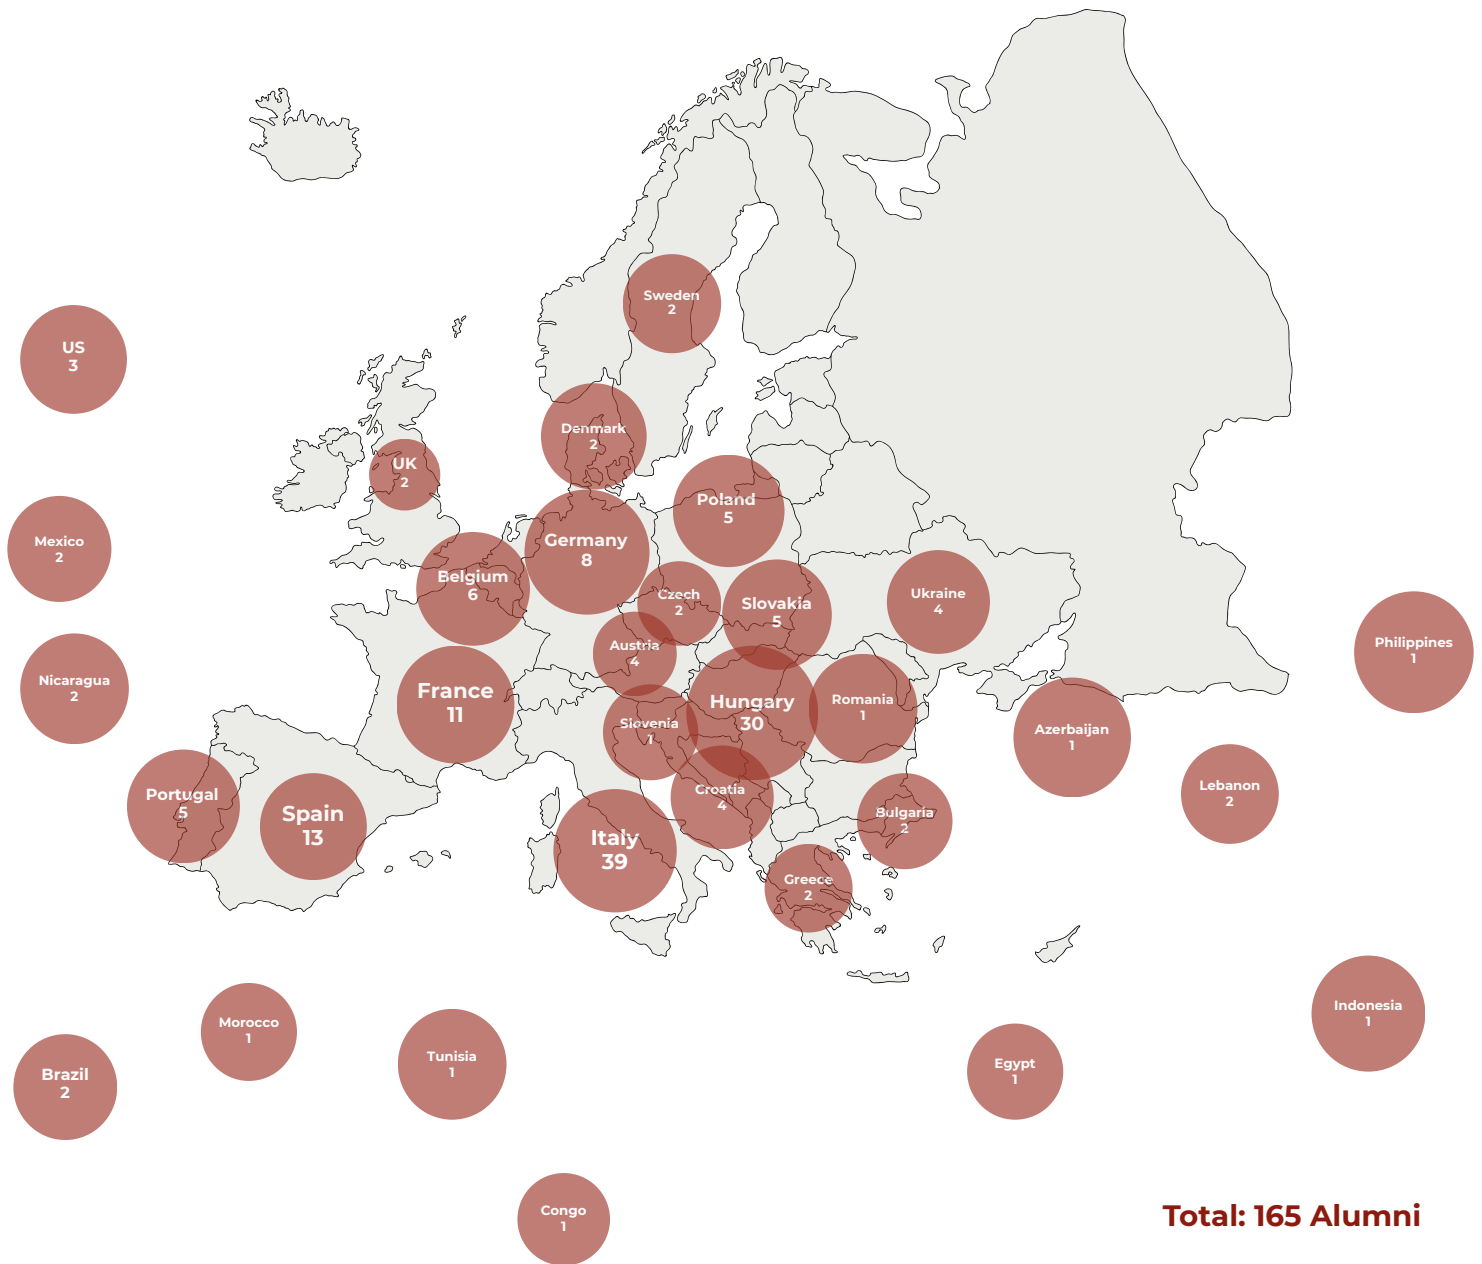 Sweden
2
US
3
Denmark
2
UK
2
Poland
5
Mexico
2
Germany
8
Belgium
6
Czech
2
Slovakia
5
Ukraine
4
Philippines
1
Austria
4
Nicaragua
2
France
11
Hungary
30
Romania
1
Slovenia
1
Azerbaijan
1
Portugal
5
Spain
13
Croatia
4
Lebanon
2
Bulgaria
2
Italy
39
Greece
2
Indonesia
1
Morocco
1
Tunisia
1
Egypt
1
Brazil
2
Congo
1
Total: 165 Alumni